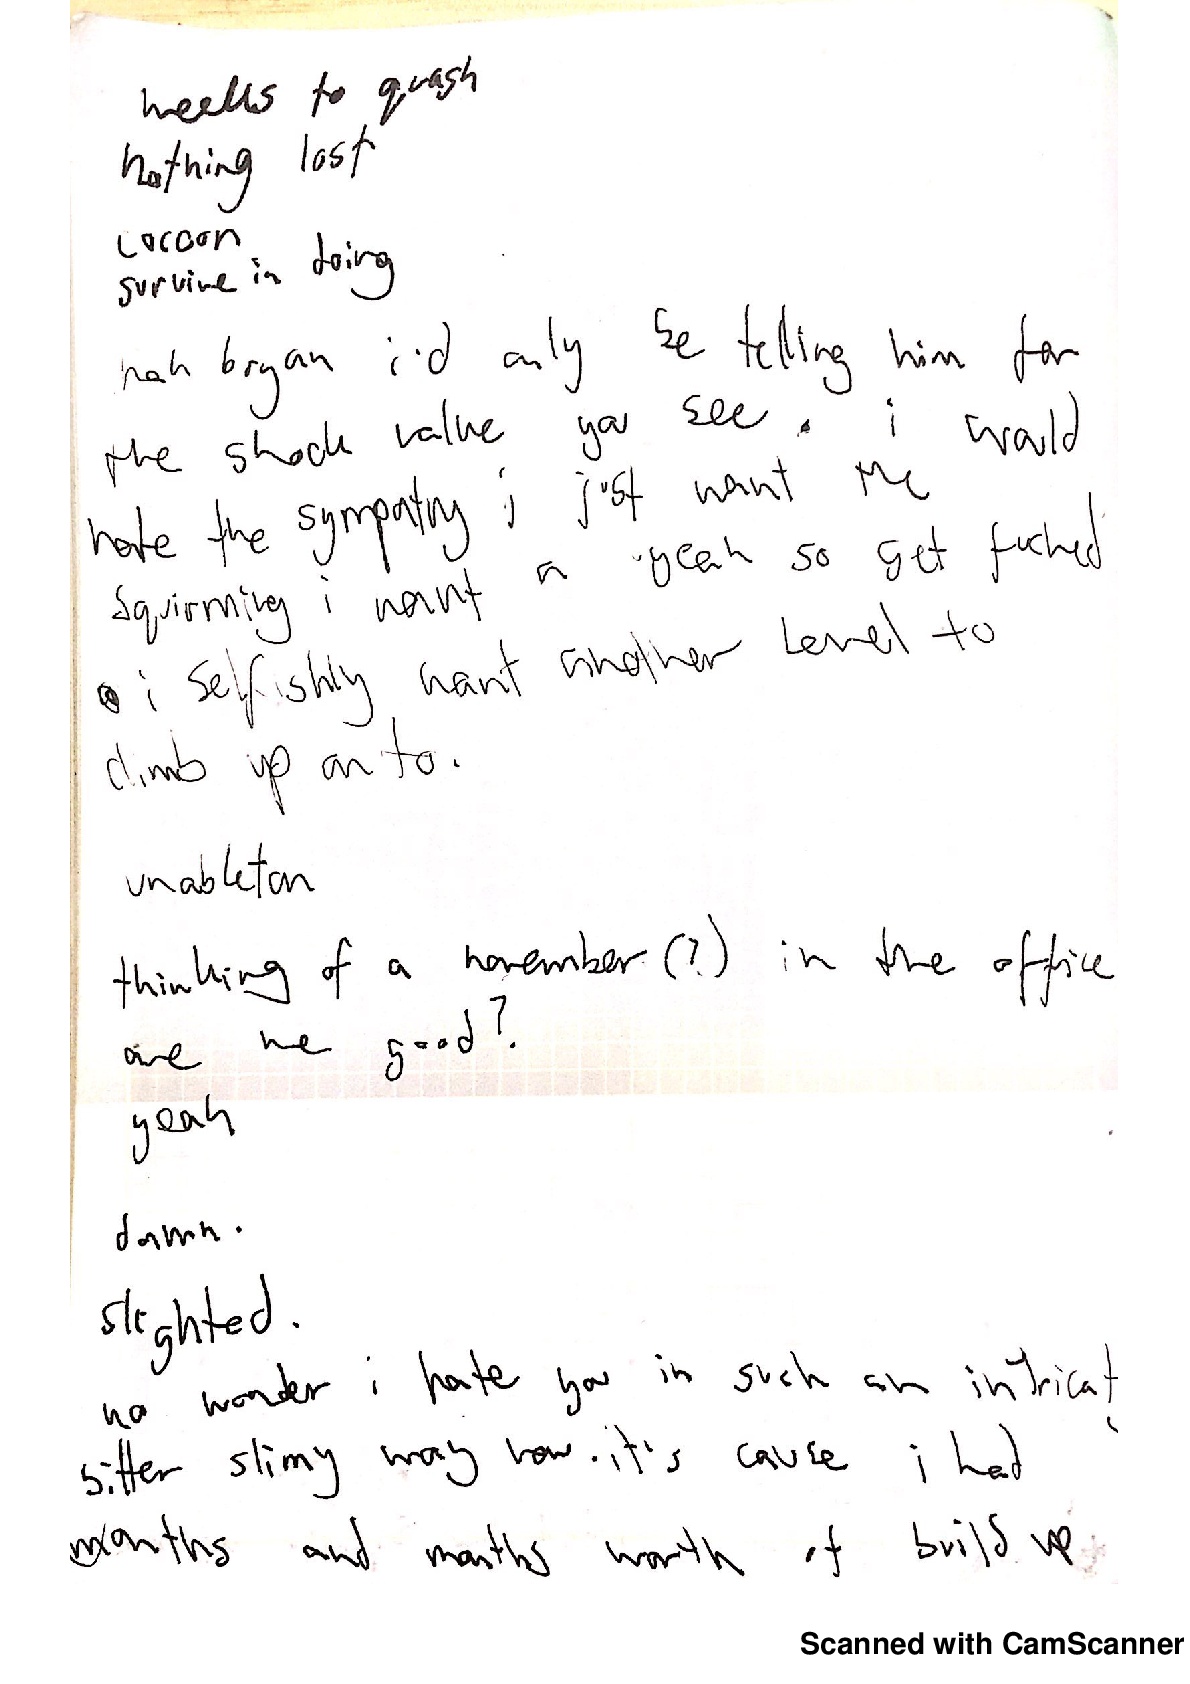 weeks to quash
nothing lost
cocoon
survive in doing
nah bryan i'd only be telling him for
the shock value you see. i would
hate the sympathy i just want the
squirming i want a yeah so get fucked
i selfishly want another level to
climb up on to.
unableton
thinking of a november (?) in the office
are we good?
yeah
damn.
slighted.
no wonder i hate you in such an intricat
bitter slimy way now. it's cause i had
months and months worth of build up
Scanned with CamScanner